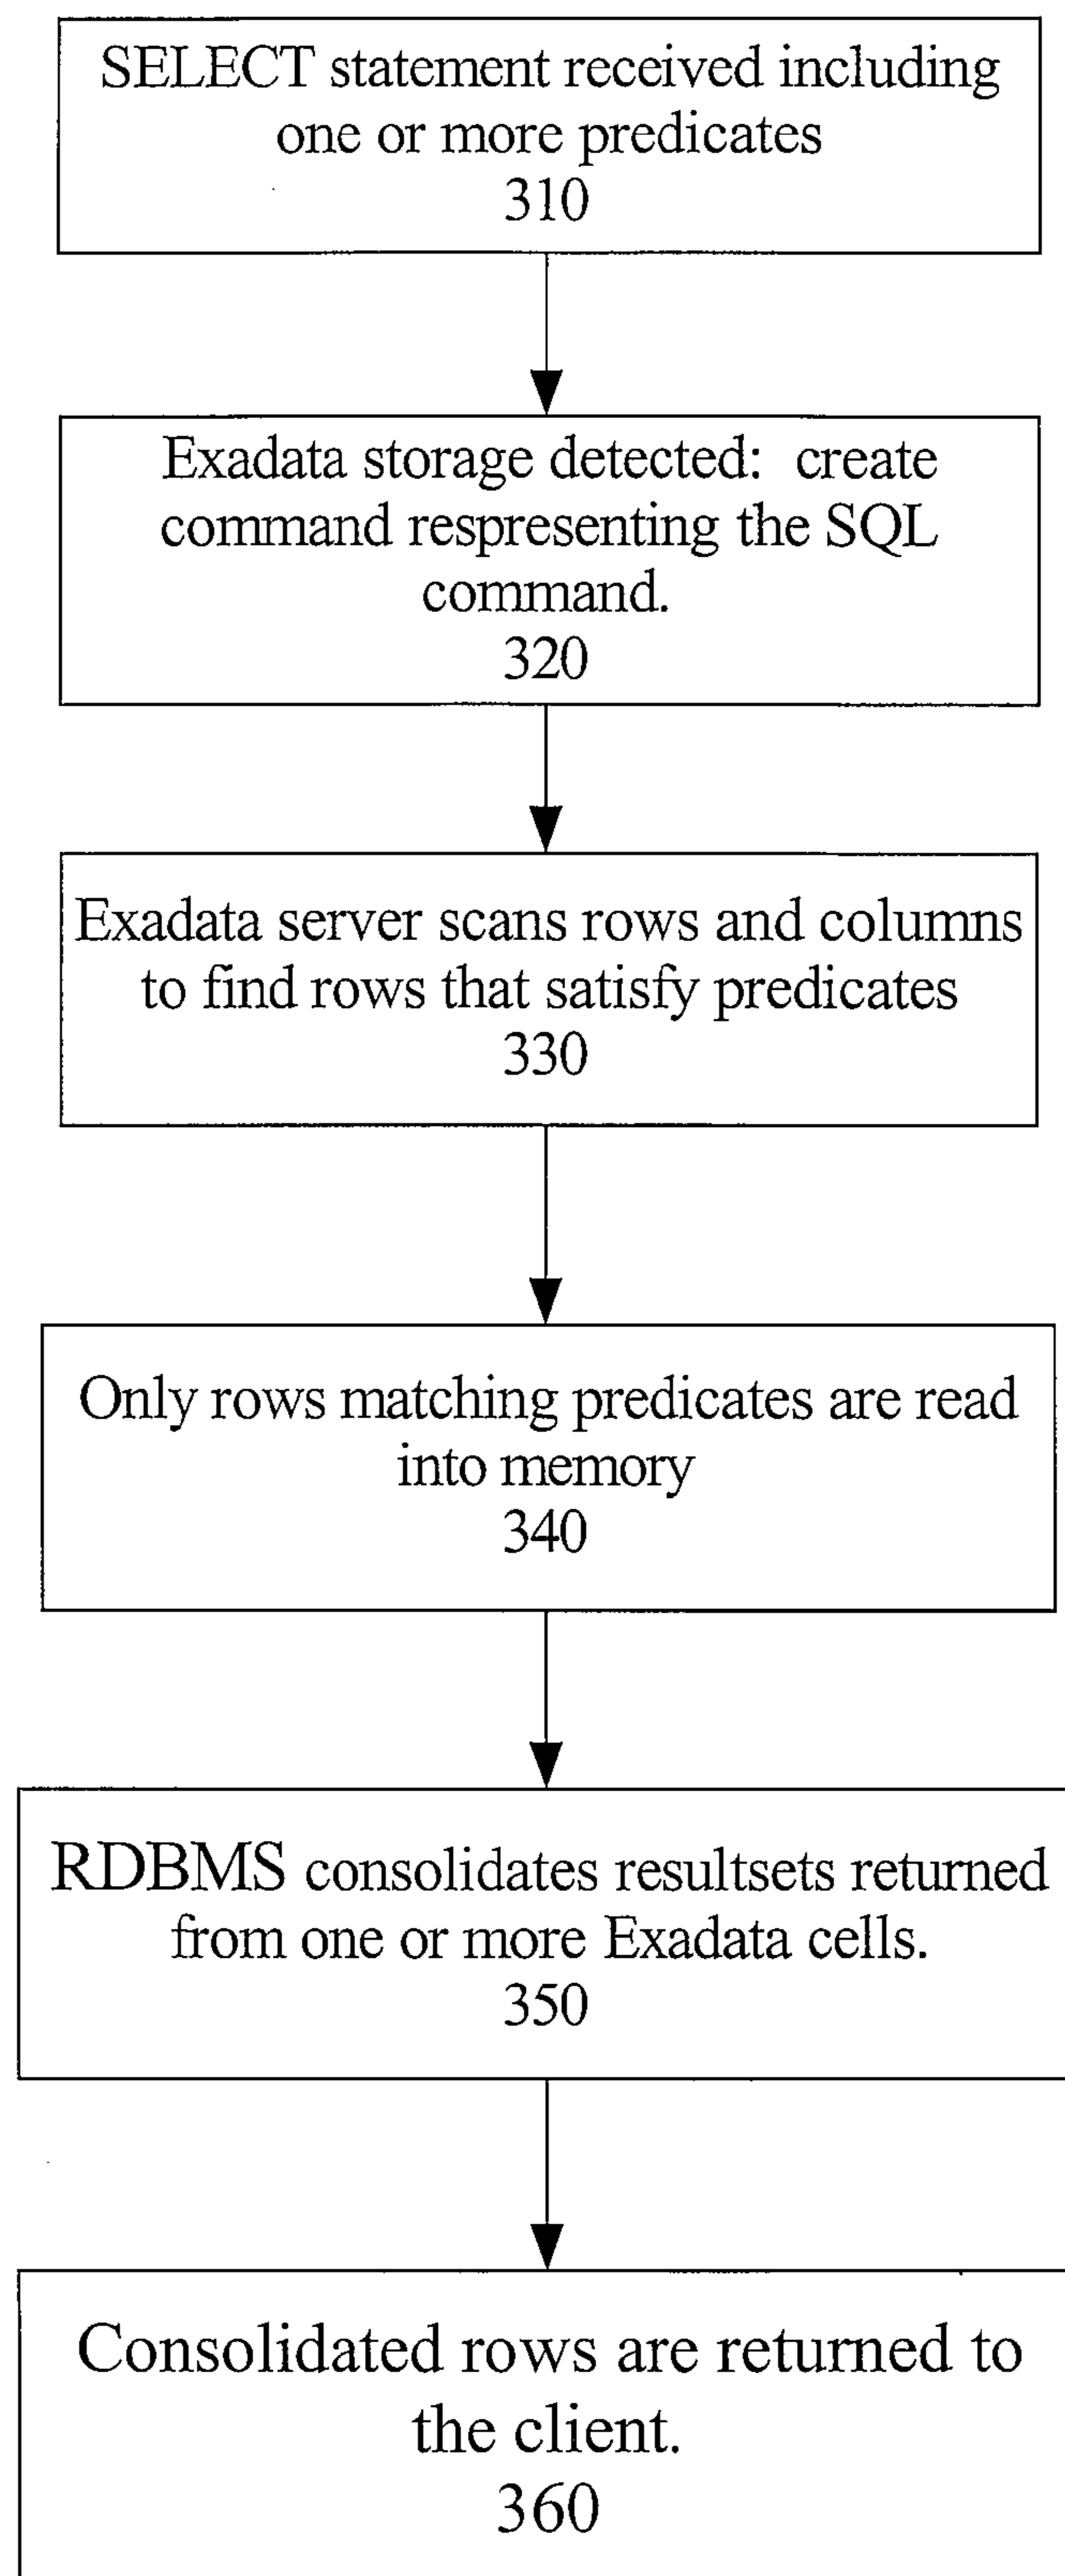 SELECT statement received including
one or more predicates
310
Exadata storage detected: create
command respresenting the SQL
command.
320
Exadata server scans rows and columns
to find rows that satisfy predicates
330
Only rows matching predicates are read
into memory
340
RDBMS consolidates resultsets returned
from one or more Exadata cells.
350
Consolidated rows are returned to
the client.
360